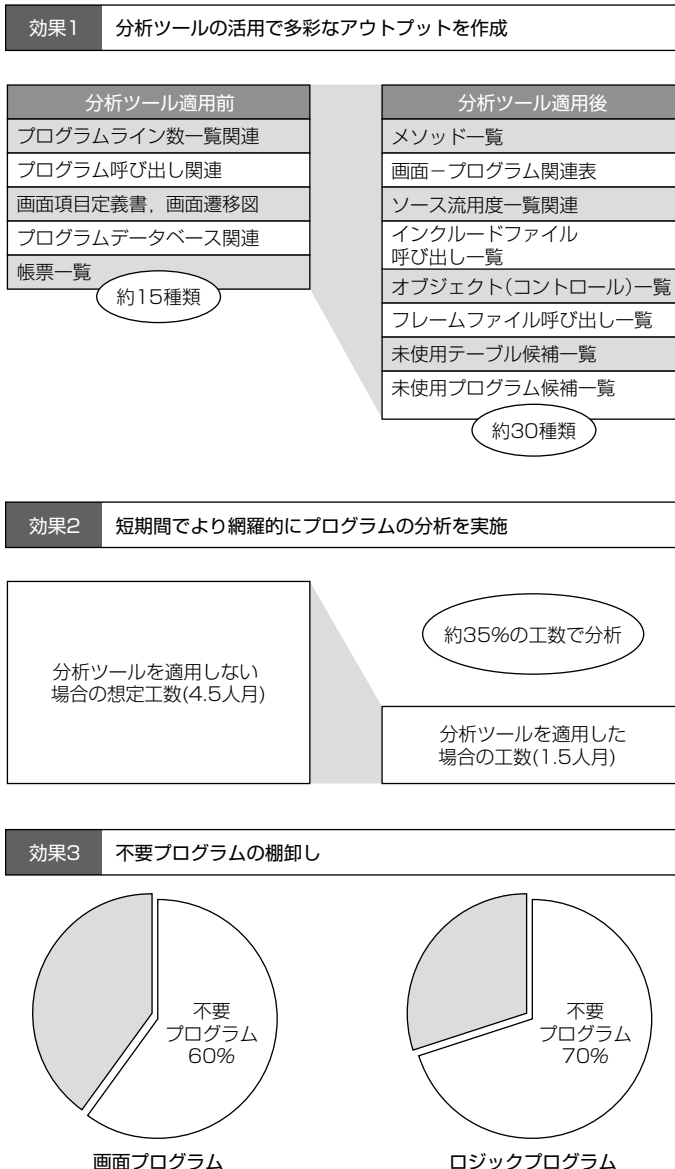 効果1 分析ツールの活用で多彩なアウトプットを作成
分析ツール適用前
プログラムライン数一覧関連
プログラム呼び出し関連
画面項目定義書，画面遷移図
プログラムデータベース関連
帳票一覧
約15種類
分析ツール適用後
メソッド一覧
画面－プログラム関連表
ソース流用度一覧関連
インクルードファイル
呼び出し一覧
オブジェクト(コントロール)一覧
フレームファイル呼び出し一覧
未使用テーブル候補一覧
未使用プログラム候補一覧
約30種類
効果2 短期間でより網羅的にプログラムの分析を実施
分析ツールを適用しない
場合の想定工数(4.5人月)
約35%の工数で分析
分析ツールを適用した
場合の工数(1.5人月)
効果3 不要プログラムの棚卸し
不要
プログラム
60%
画面プログラム
不要
プログラム
70%
ロジックプログラム